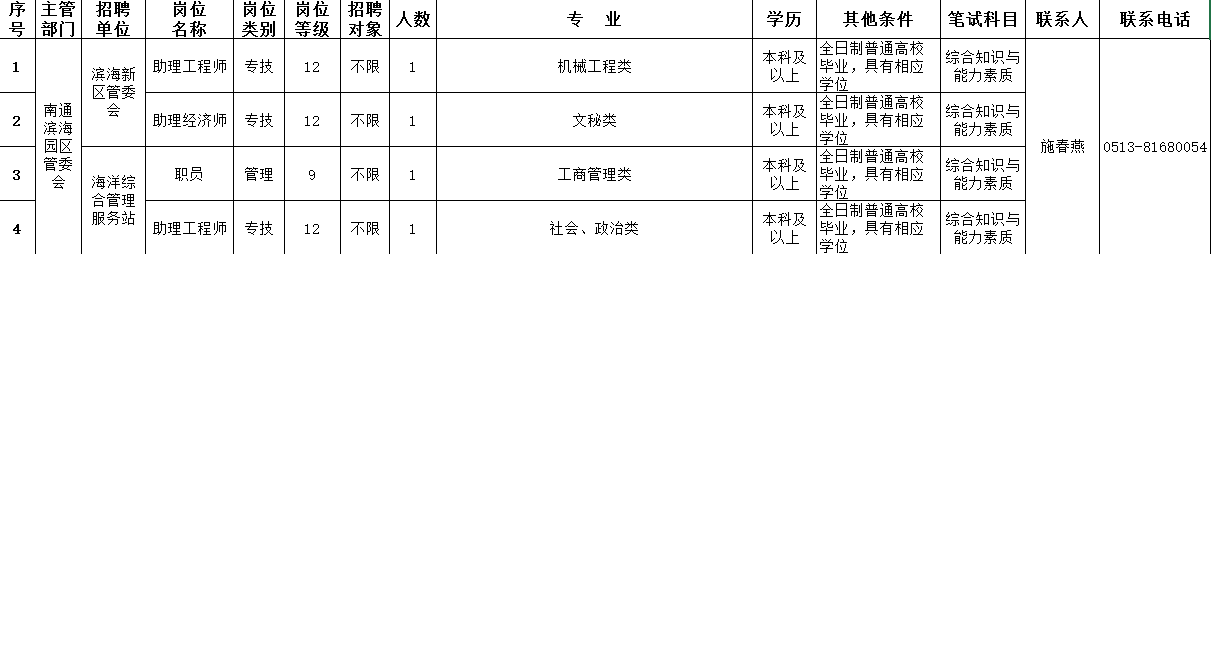 序号
主管部门
招聘单位
岗位名称
岗位类别
岗位等级
招聘对象
人数
专 业
学历
其他条件
笔试科目
联系人
联系电话
1
南通滨海园区管委会
滨海新区管委会
助理工程师
专技
12
不限
1
机械工程类
本科及以上
全日制普通高校
毕业，具有相应
学位
综合知识与
能力素质
施春燕
0513-81680054
2
助理经济师
专技
12
不限
1
文秘类
本科及以上
全日制普通高校
毕业，具有相应
学位
综合知识与
能力素质
3
海洋综合管理服务站
职员
管理
9
不限
1
工商管理类
本科及以上
全日制普通高校
毕业，具有相应
学位
综合知识与
能力素质
4
助理工程师
专技
12
不限
1
社会、政治类
本科及以上
全日制普通高校
毕业，具有相应
学位
综合知识与
能力素质